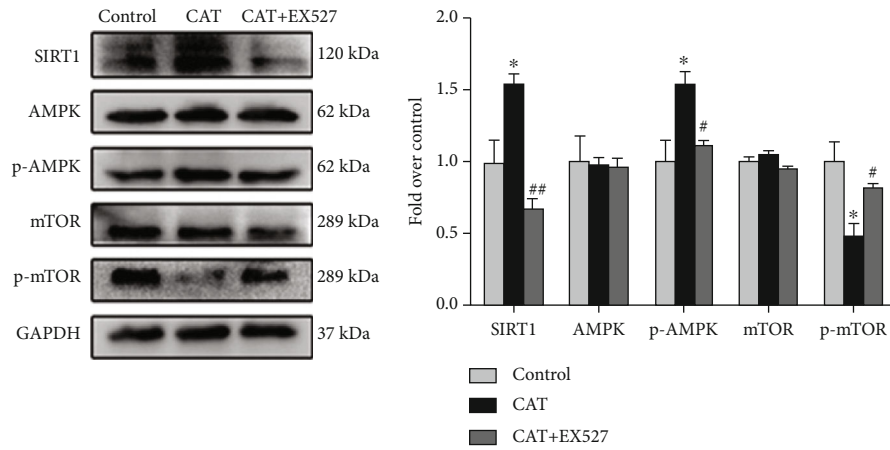 Control CAT CAT+EX527
SIRT1 120 kDa
AMPK 62 kDa
p-AMPK 62 kDa
mTOR 289 kDa
p-mTOR 289 kDa
GAPDH 37 kDa
Fold over control
2.0
1.5
1.0
0.5
0.0
* ## * # * #
SIRT1 AMPK p-AMPK mTOR p-mTOR
Control
CAT
CAT+EX527